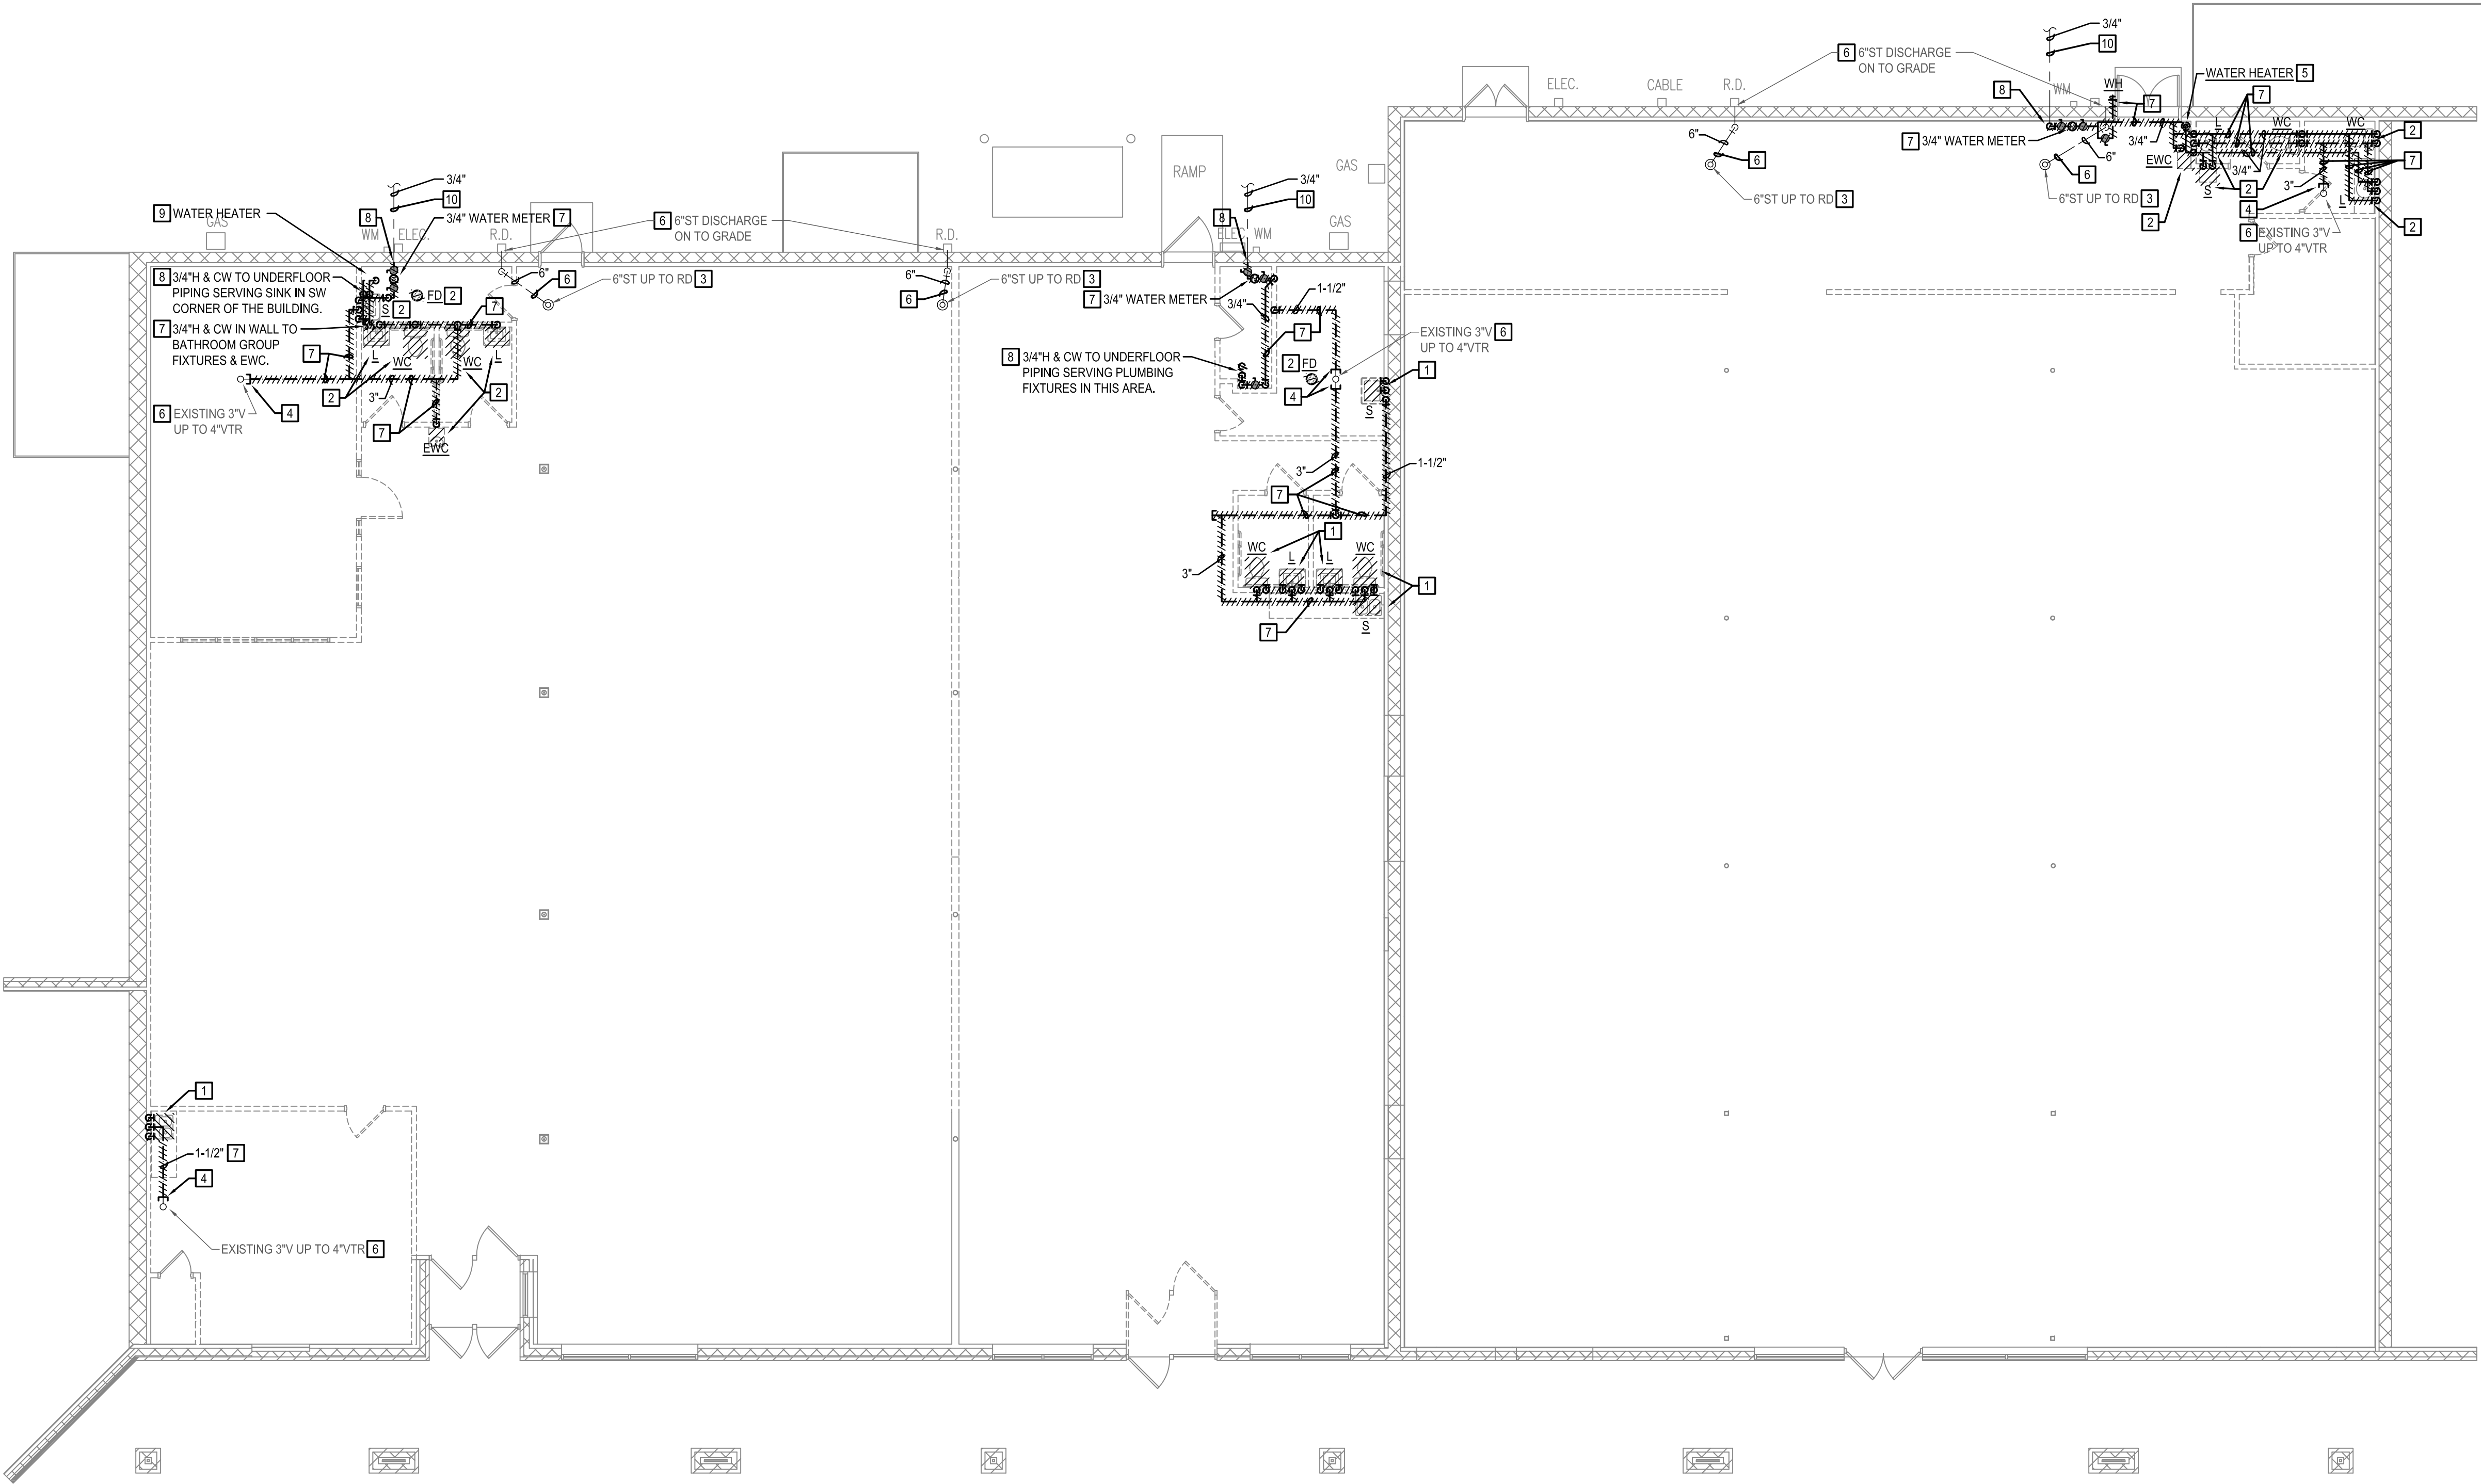 3/4"
10
6 6"ST DISCHARGE
ON TO GRADE
WATER HEATER 5
WH
7
7
ELEC.
CABLE
R.D.
WM
8
L
WC
WC
2
7 3/4" WATER METER
3/4"
6"
6
6"
6
EWC
3/4"
S
2
3"
4
7
L
2
2
6"ST UP TO RD 3
6"ST UP TO RD 3
6 EXISTING 3"V
UP TO 4"VTR
RAMP
GAS
3/4"
10
3/4"
10
9 WATER HEATER
GAS
8
3/4" WATER METER 7
WM
ELEC.
R.D.
6 6"ST DISCHARGE
ON TO GRADE
R.D.
8
ELEC
WM
GAS
8 3/4"H & CW TO UNDERFLOOR
PIPING SERVING SINK IN SW
CORNER OF THE BUILDING.
S
2
FD 2
6"
6
6"ST UP TO RD 3
6"
6
6"ST UP TO RD 3
7 3/4" WATER METER
3/4"
1-1/2"
7
7 3/4"H & CW IN WALL TO
BATHROOM GROUP
FIXTURES & EWC.
7
7
L
WC
WC
L
2
3"
2
6 EXISTING 3"V
UP TO 4"VTR
4
7
EWC
8 3/4"H & CW TO UNDERFLOOR
PIPING SERVING PLUMBING
FIXTURES IN THIS AREA.
2 FD
4
EXISTING 3"V 6
UP TO 4"VTR
1
S
3"
1-1/2"
7
1
WC
L
L
WC
3"
1
7
S
1
1-1/2" 7
4
EXISTING 3"V UP TO 4"VTR 6